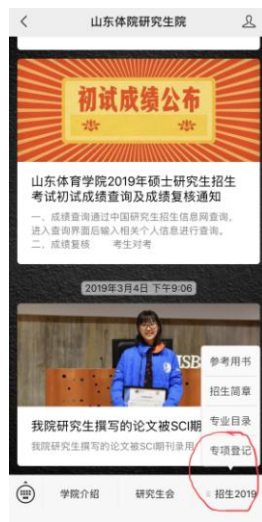 山东体院研究生院
初试成绩公布
山东体育学院2019年硕士研究生招生
考试初试成绩查询及成绩复核通知
一、成绩查询通过中国研究生招生信息网查询,
进入查询界面后输入相关个人信息进行查询。
二、成绩复核 考生对考
2019年3月4日 下午9:06
ISB
参考用书
招生简章
专业目录
专项登记
我院研究生撰写的论文被SCI期
我院研究生撰写的论文被SCI期刊录用
学院介绍
研究生会
招生2019